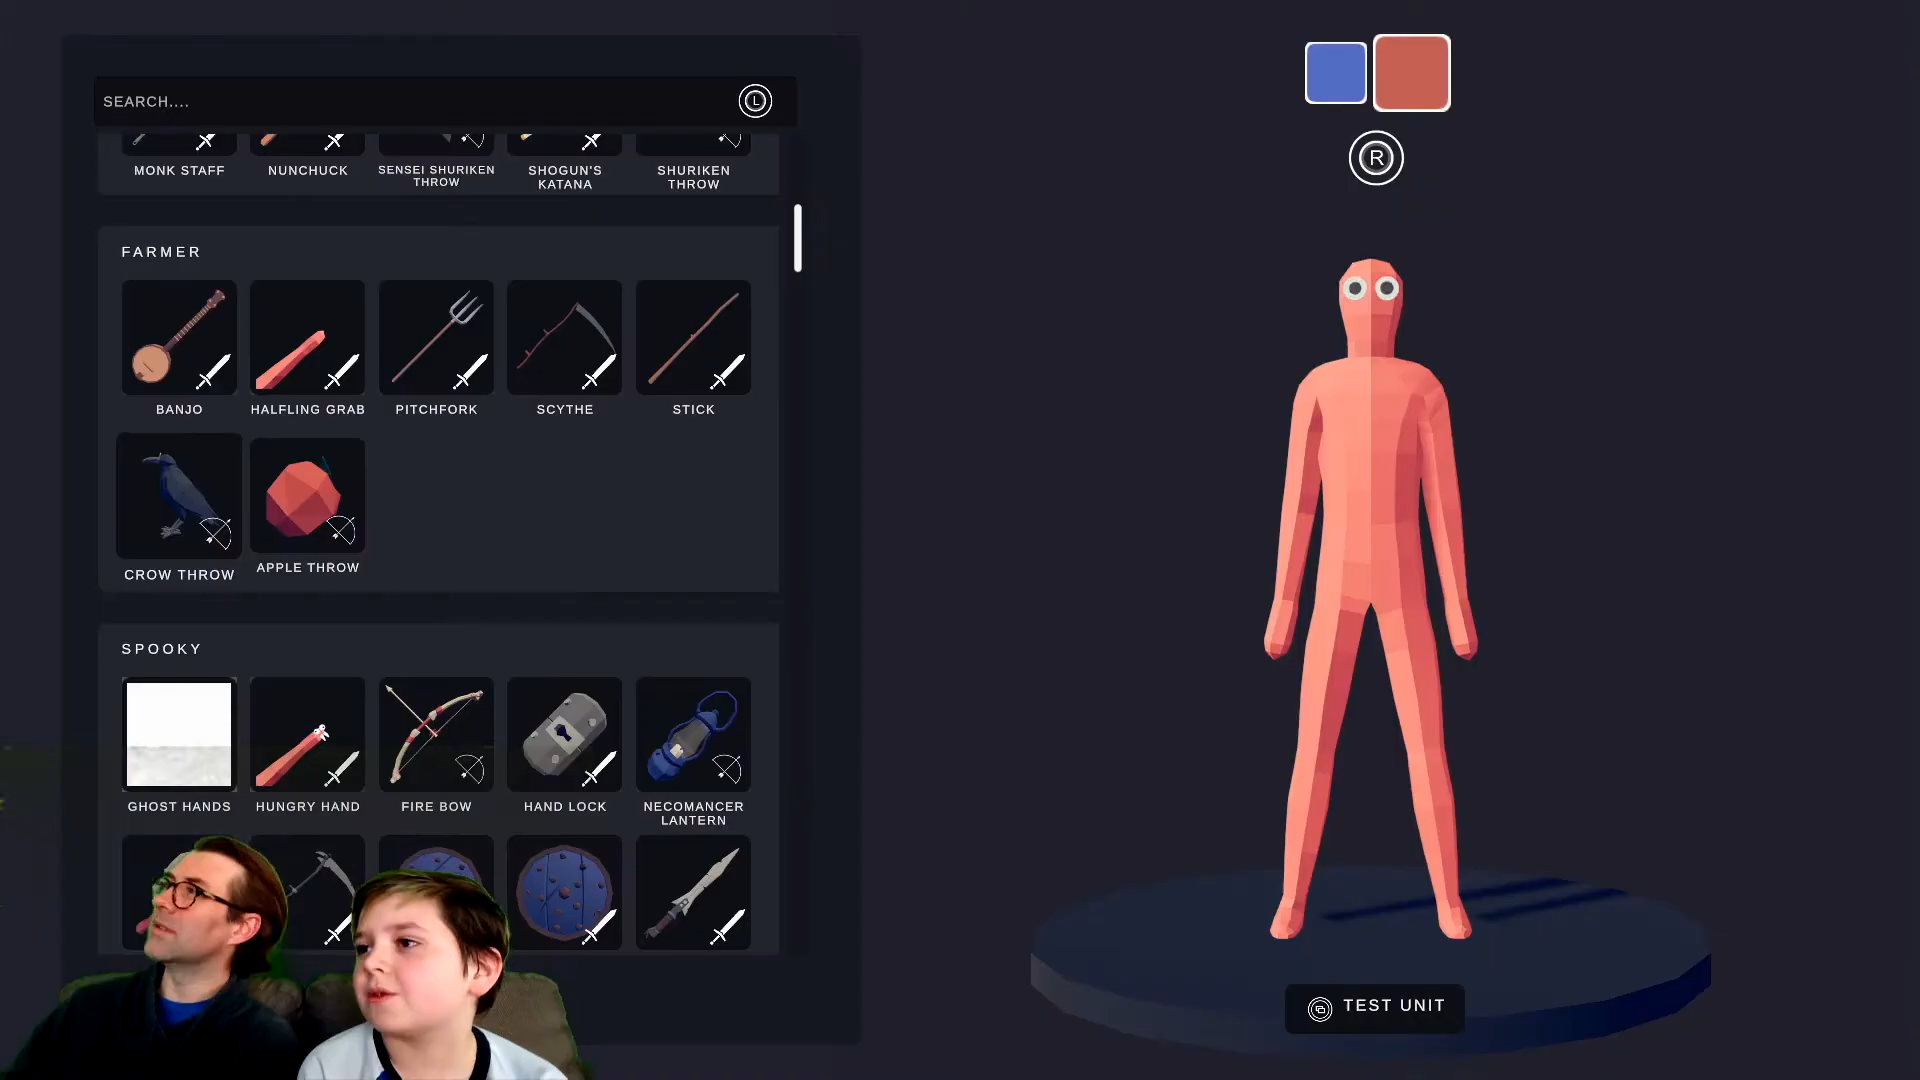 SEARCH....
L
MONK STAFF
NUNCHUCK
SENSEI SHURIKEN
THROW
SHOGUN'S
KATANA
SHURIKEN
THROW
R
FARMER
BANJO
HALFLING GRAB
PITCHFORK
SCYTHE
STICK
CROW THROW
APPLE THROW
SPOOKY
GHOST HANDS
HUNGRY HAND
FIRE BOW
HAND LOCK
NECOMANCER
LANTERN
TEST UNIT